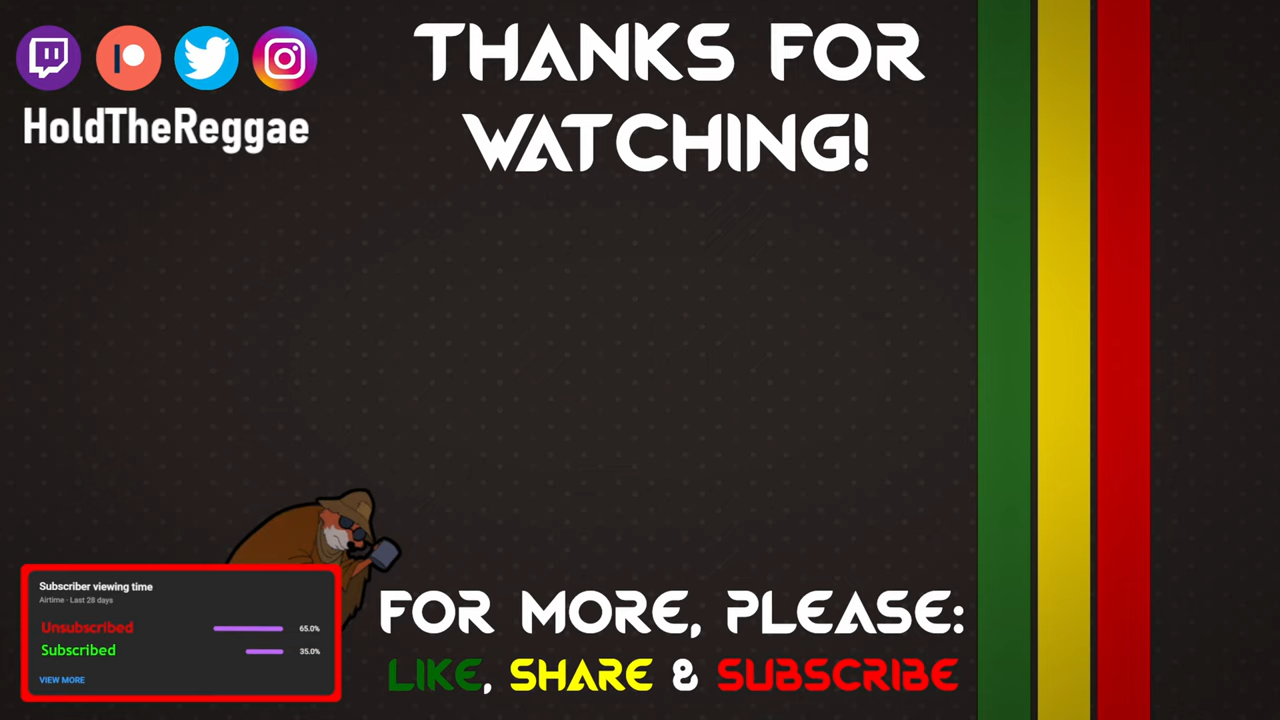 THANKS FOR
WATCHING!
HoldTheReggae
Subscriber viewing time
Airtime · Last 28 days
Unsubscribed 65.0%
Subscribed 35.0%
VIEW MORE
FOR MORE, PLEASE:
LIKE, SHARE & SUBSCRIBE